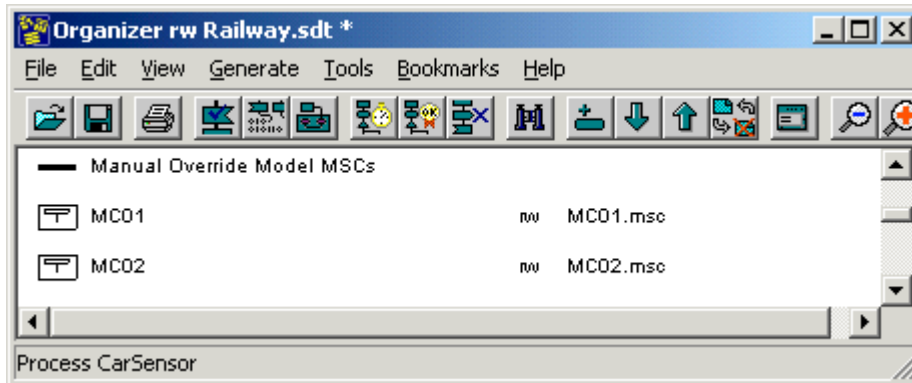 Organizer rw Railway.sdt *
File Edit View Generate Tools Bookmarks Help
Manual Override Model MSCs
MC01 rw MC01.msc
MC02 rw MC02.msc
Process CarSensor